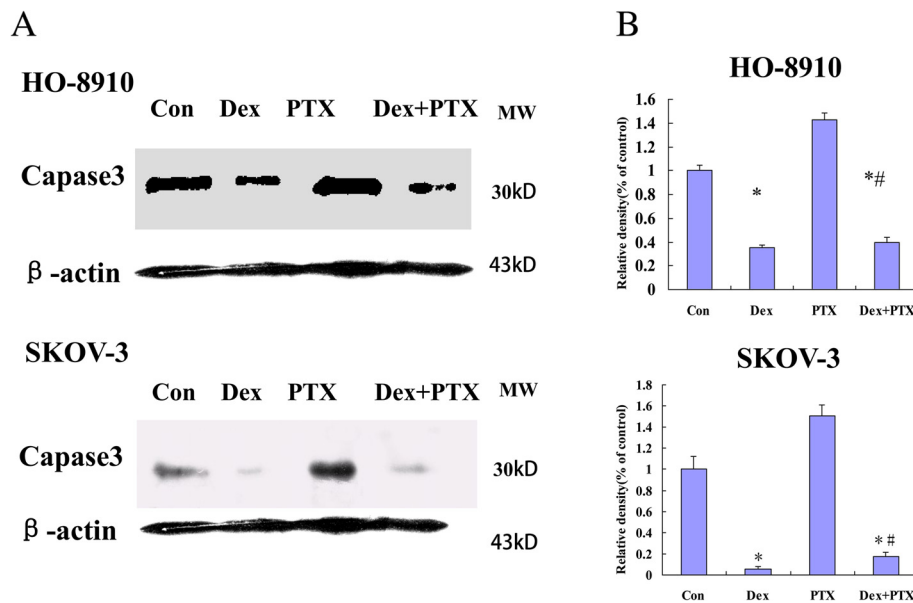 A
HO-8910
Con Dex PTX Dex+PTX MW
Capase3 30kD
β-actin 43kD
SKOV-3
Con Dex PTX Dex+PTX MW
Capase3 30kD
β-actin 43kD
B
HO-8910
Relative density(% of control)
1.6
1.4
1.2
1
0.8
0.6
0.4
0.2
0
* *#
Con Dex PTX Dex+PTX
SKOV-3
Relative density(% of control)
1.8
1.6
1.4
1.2
1
0.8
0.6
0.4
0.2
0
* *#
Con Dex PTX Dex+PTX